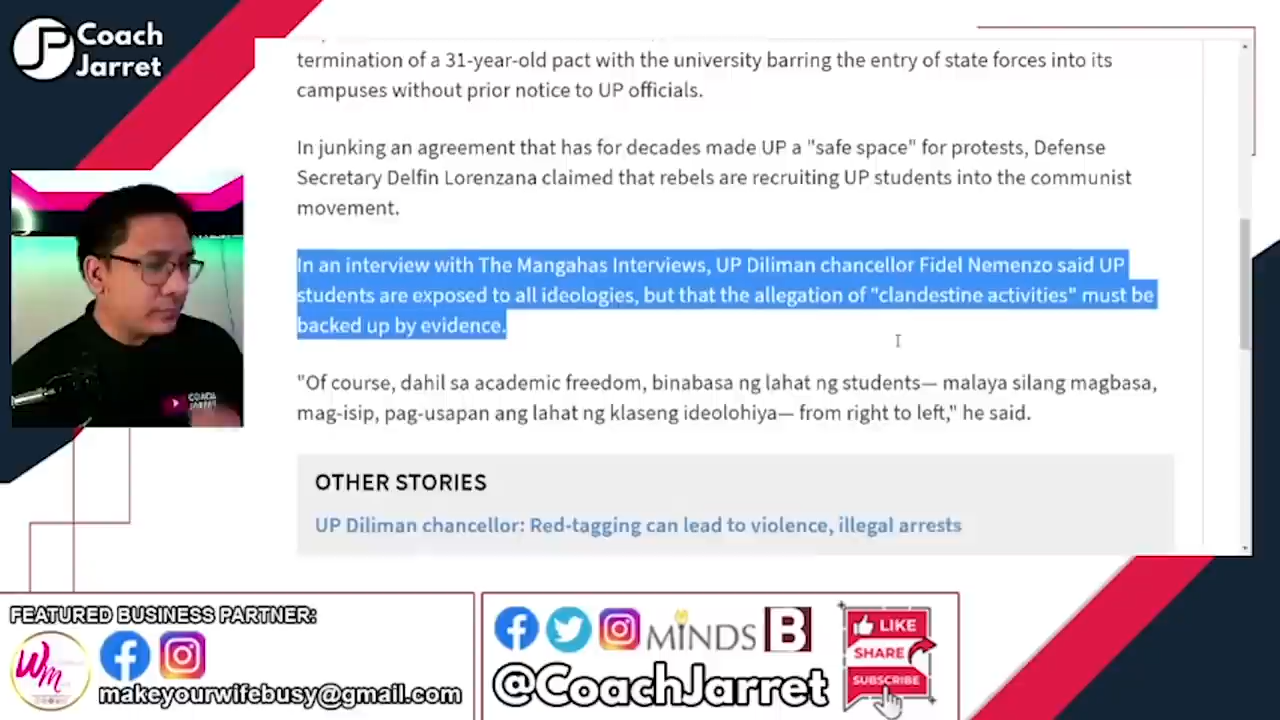 Coach
Jarret
termination of a 31-year-old pact with the university barring the entry of state forces into its
campuses without prior notice to UP officials.
In junking an agreement that has for decades made UP a "safe space" for protests, Defense
Secretary Delfin Lorenzana claimed that rebels are recruiting UP students into the communist
movement.
In an interview with The Mangahas Interviews, UP Diliman chancellor Fidel Nemenzo said UP
students are exposed to all ideologies, but that the allegation of "clandestine activities" must be
backed up by evidence.
"Of course, dahil sa academic freedom, binabasa ng lahat ng students— malaya silang magbasa,
mag-isip, pag-usapan ang lahat ng klaseng ideolohiya— from right to left," he said.
OTHER STORIES
UP Diliman chancellor: Red-tagging can lead to violence, illegal arrests
COACH
JARRET
FEATURED BUSINESS PARTNER:
Wm
makeyourwifebusy@gmail.com
MINDS B
@CoachJarret
LIKE
SHARE
SUBSCRIBE